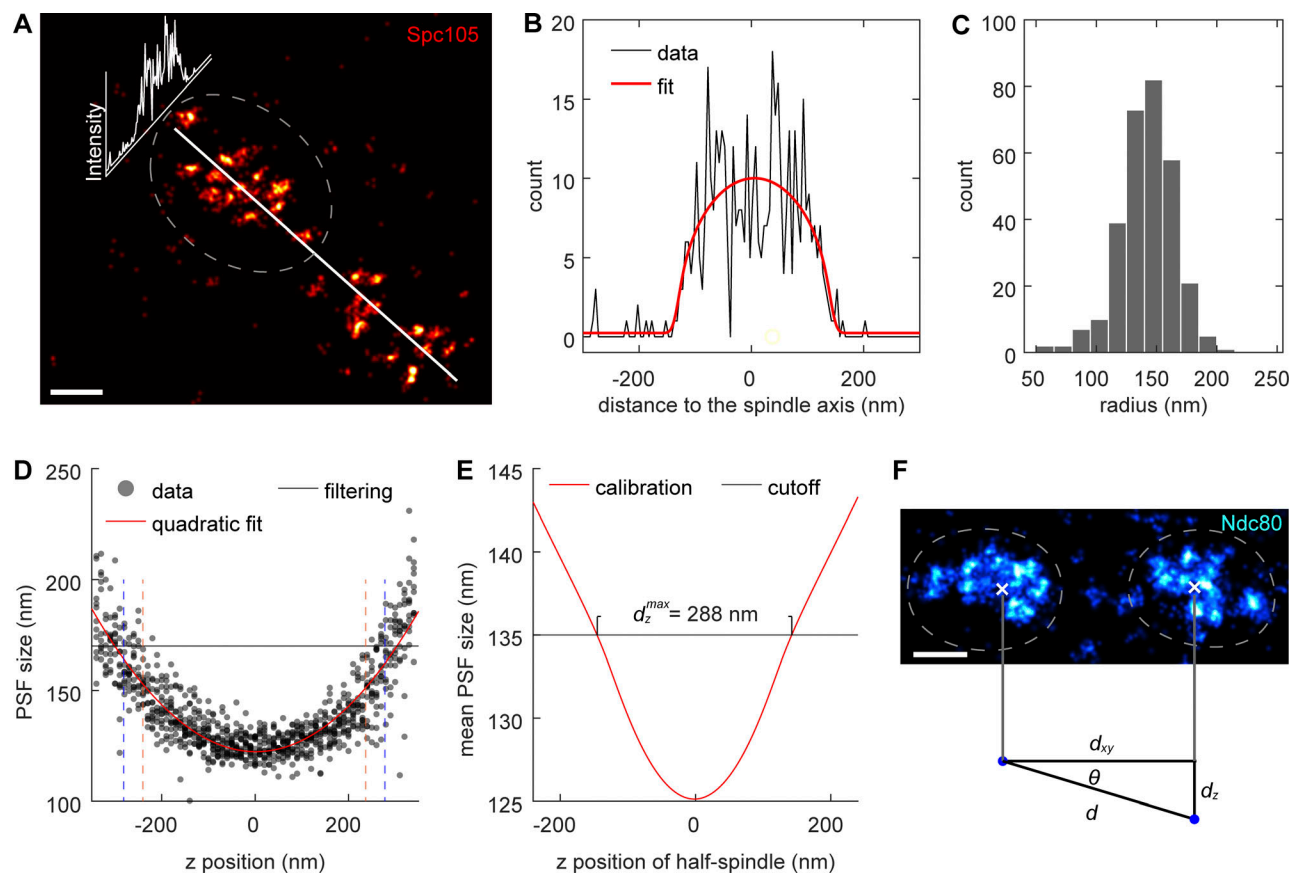 A
Spc105
Intensity
B
20
15
10
5
0
count
data
fit
-200
0
200
distance to the spindle axis (nm)
C
100
80
60
40
20
0
count
50
100
150
200
250
radius (nm)
D
250
200
150
100
PSF size (nm)
data
filtering
quadratic fit
-200
0
200
z position (nm)
E
145
140
135
130
125
mean PSF size (nm)
calibration
cutoff
d_z^max = 288 nm
-200
0
200
z position of half-spindle (nm)
F
Ndc80
d_xy
θ
d_z
d